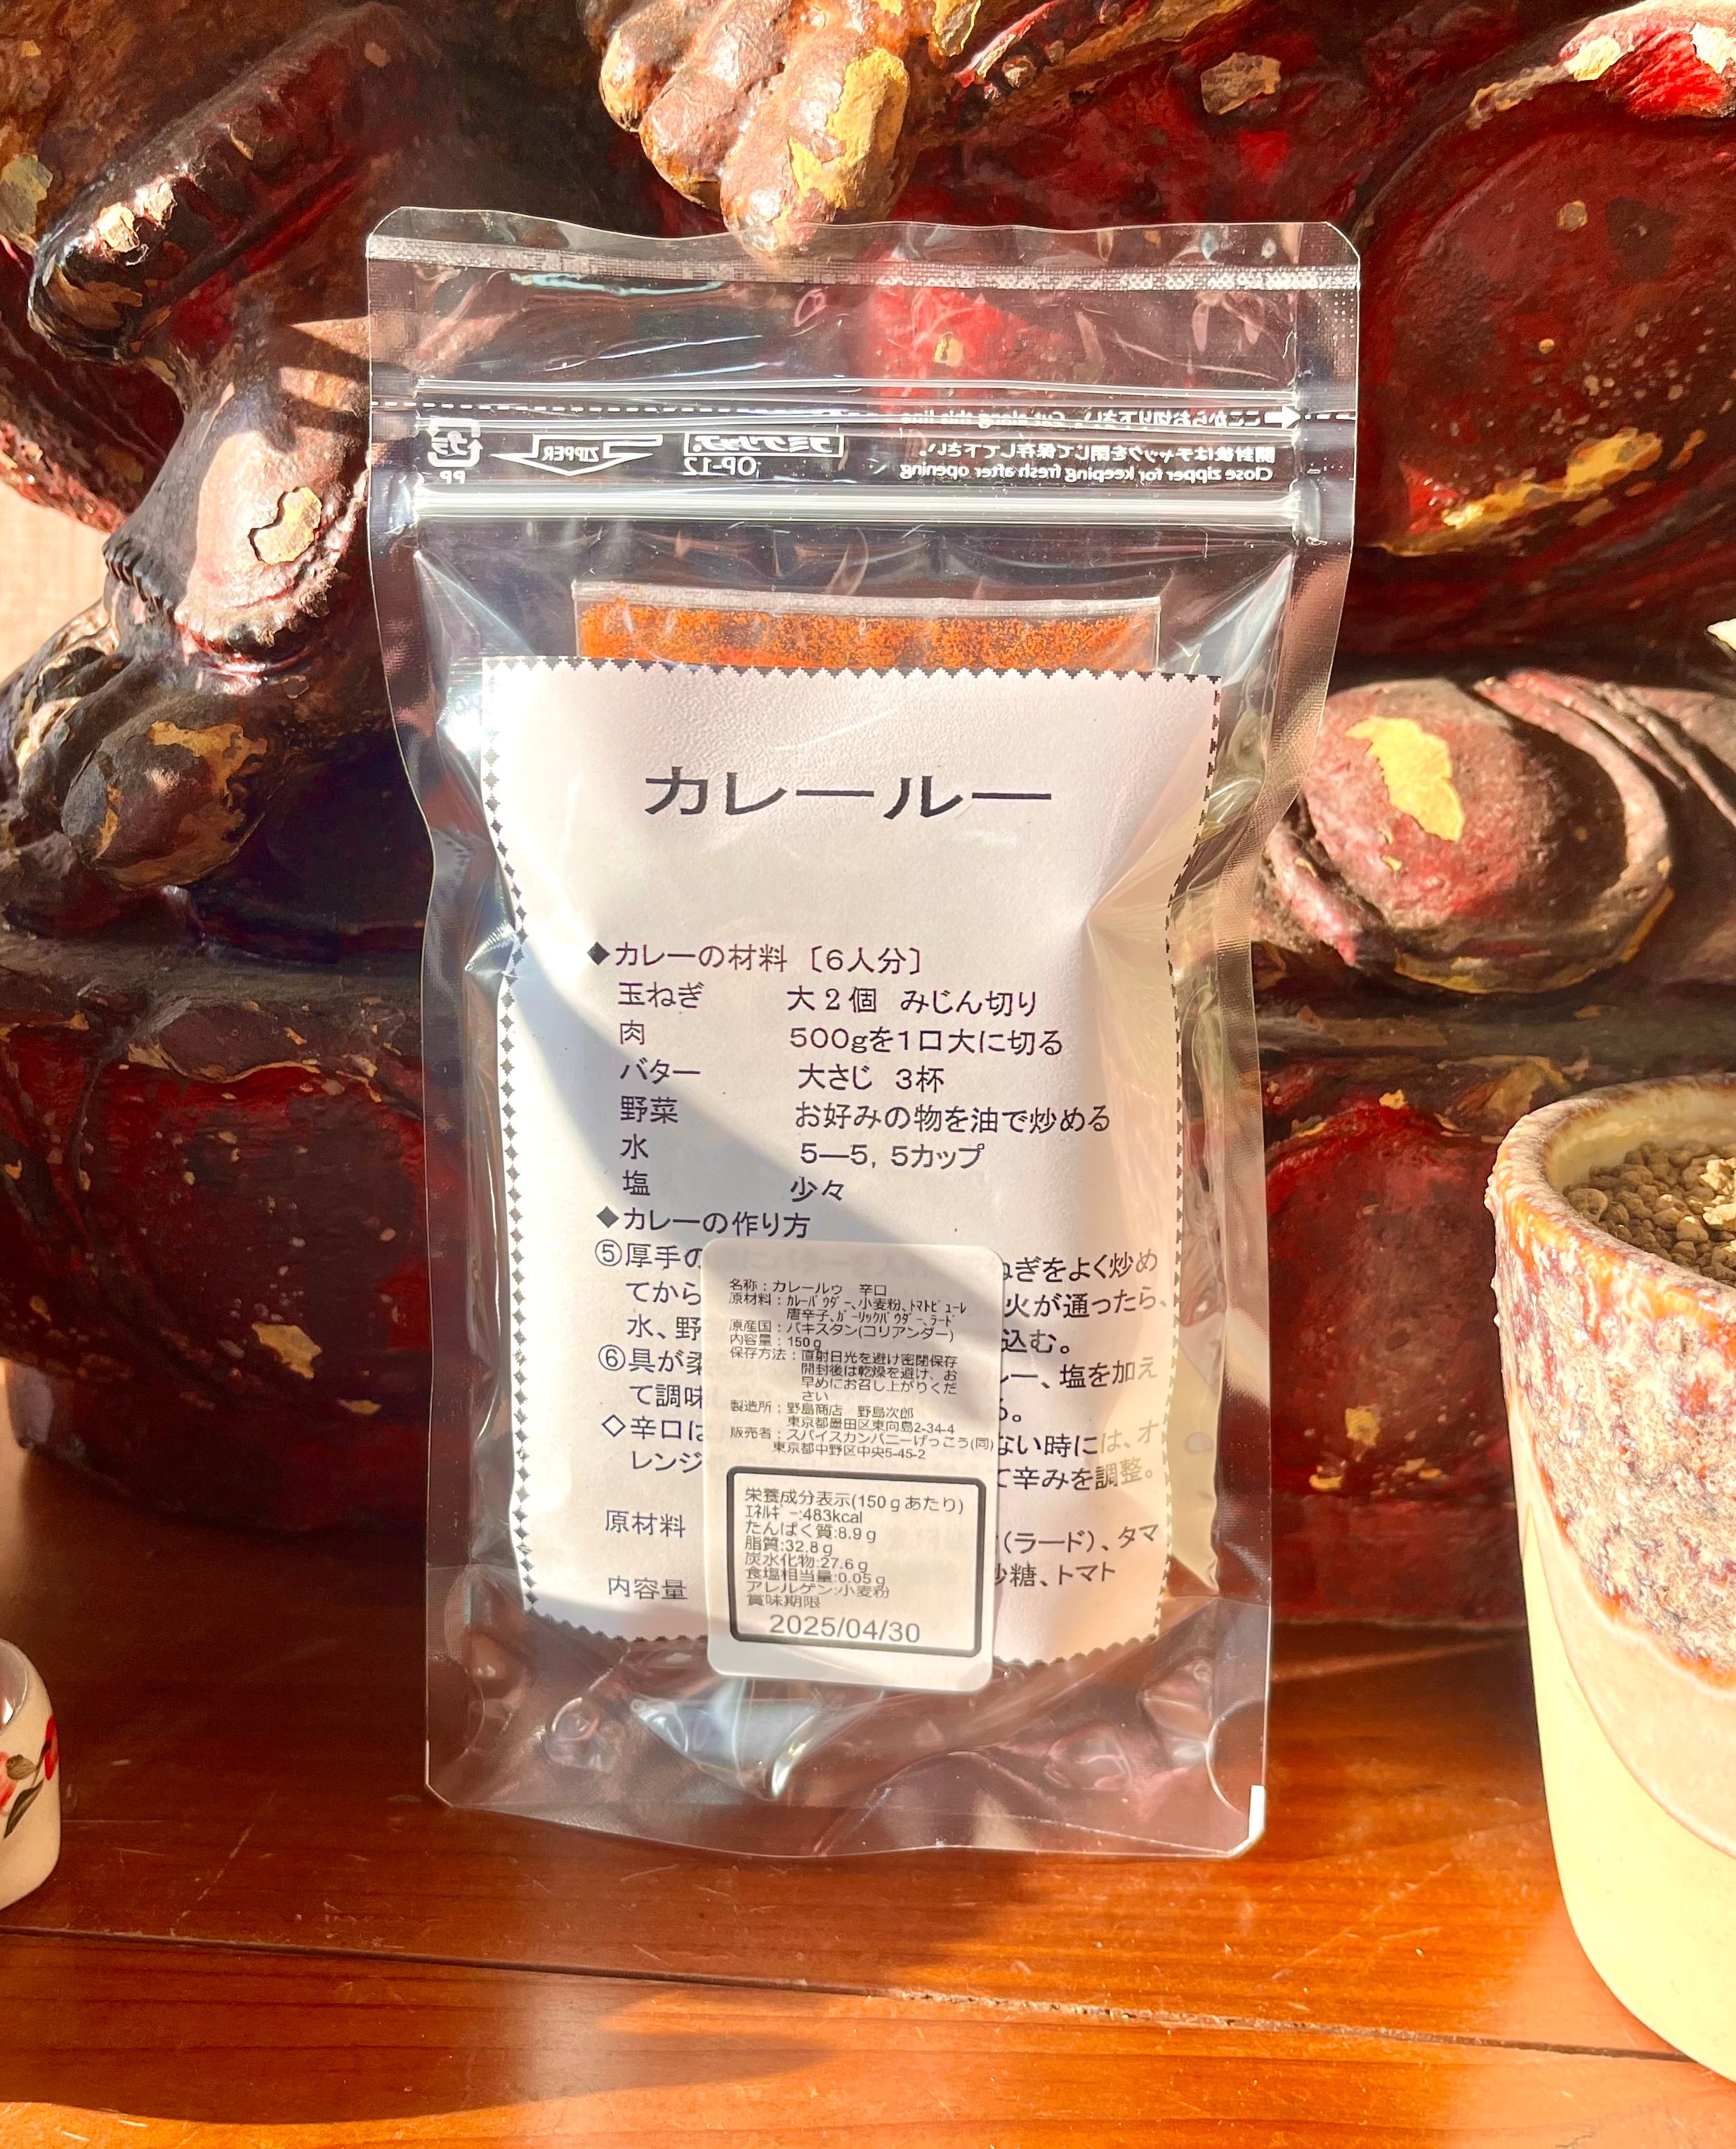 ここからお切り下さい。 Cut along this line
開封後はチャックを閉じて保存して下さい。
Close zipper for keeping fresh after opening
ラミグリップ
OP-12
ZIPPER
プラ
PP
カレールー
◆カレーの材料〔6人分〕
玉ねぎ 大2個 みじん切り
肉 500gを1口大に切る
バター 大さじ 3杯
野菜 お好みの物を油で炒める
水 5―5,5カップ
塩 少々
◆カレーの作り方
⑤厚手の ねぎをよく炒め
てから 火が通ったら、
水、野 込む。
⑥具が柔 ー、塩を加え
て調味 る。
◇辛口は ない時には、オ
レンジ て辛みを調整。
原材料 (ラード)、タマ
砂糖、トマト
内容量
名称:カレールゥ 辛口
原材料:カレーパウダー、小麦粉、トマトピューレ
唐辛子、ガーリックパウダー、ラード
原産国:パキスタン(コリアンダー)
内容量:150g
保存方法:直射日光を避け密閉保存
開封後は乾燥を避け、お
早めにお召し上がりくだ
さい
製造所:野島商店 野島次郎
東京都墨田区東向島2-34-4
販売者:スパイスカンパニーげっこう(同)
東京都中野区中央5-45-2
栄養成分表示(150gあたり)
エネルギー:483kcal
たんぱく質:8.9g
脂質:32.8g
炭水化物:27.6g
食塩相当量:0.05g
アレルゲン:小麦粉
賞味期限
2025/04/30